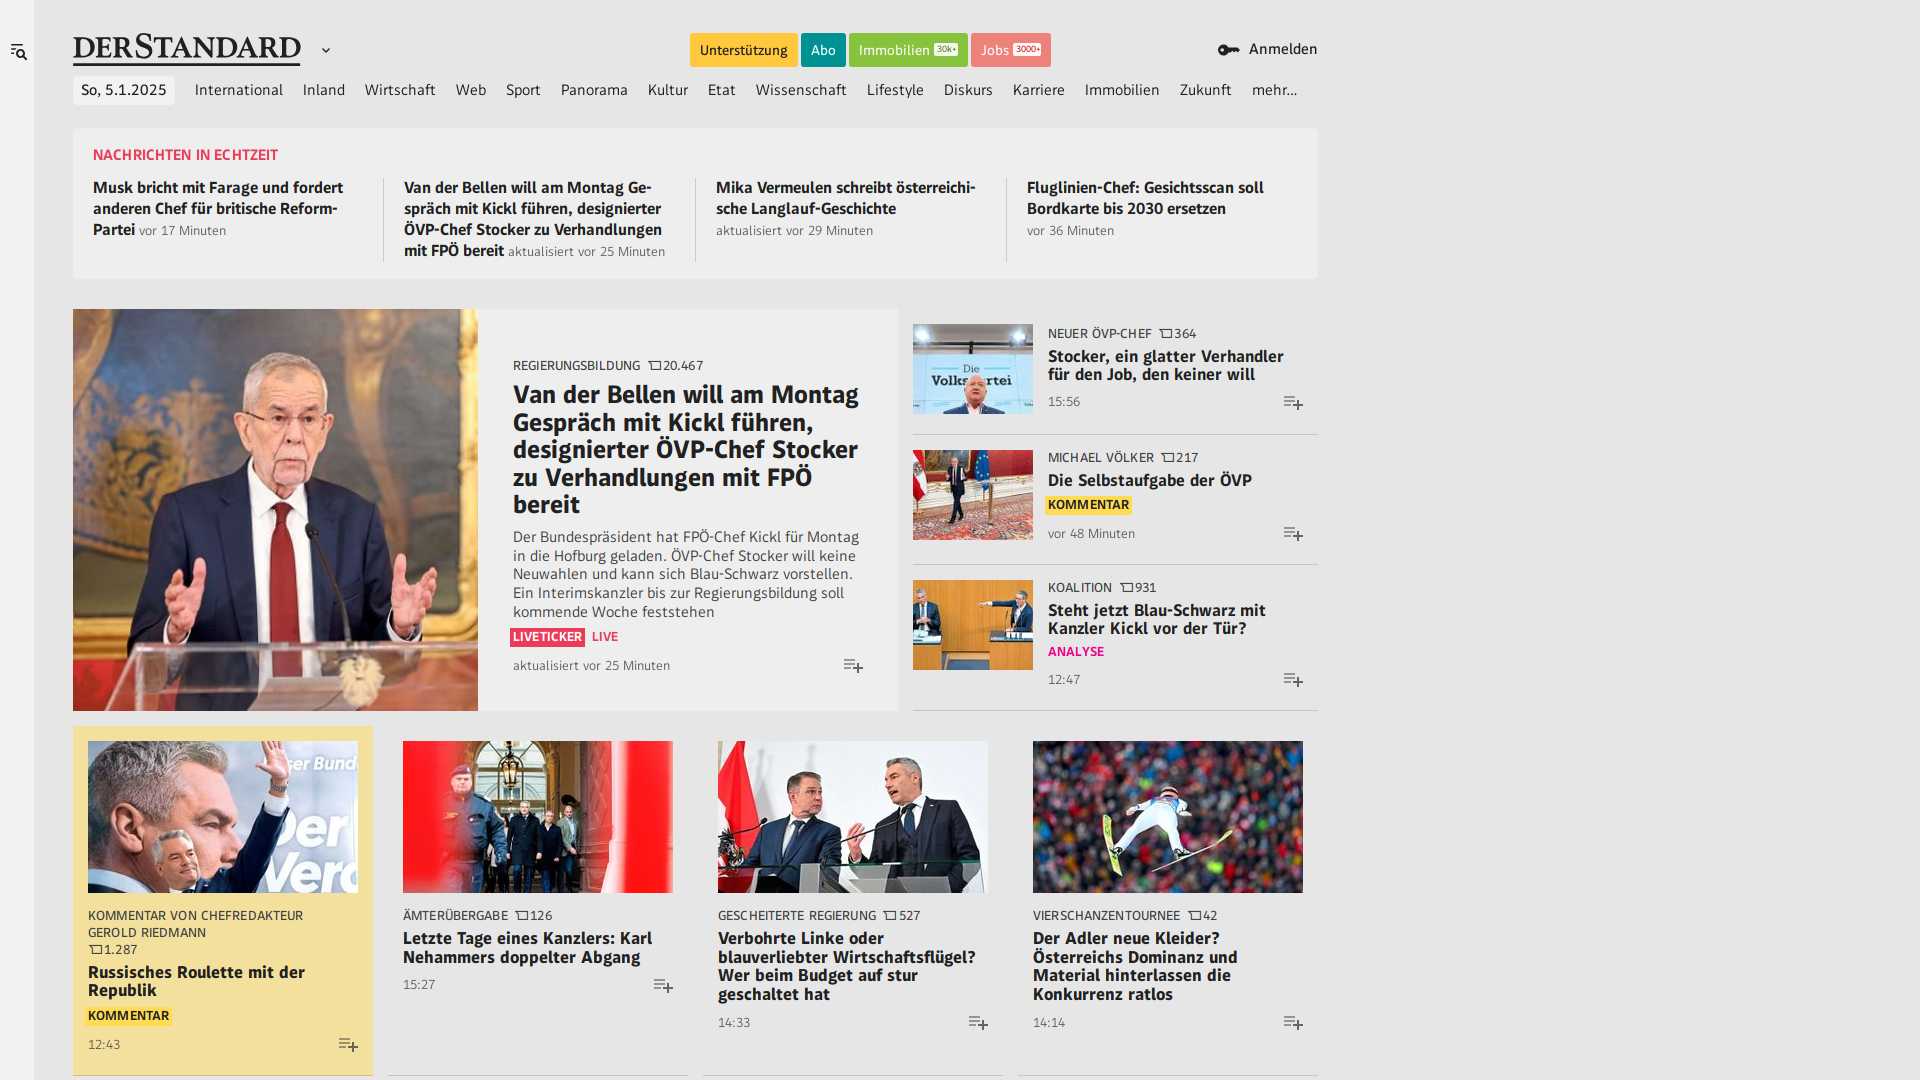 DERSTANDARD
Unterstützung
Abo
Immobilien 30k+
Jobs 3000+
Anmelden
So, 5.1.2025
International
Inland
Wirtschaft
Web
Sport
Panorama
Kultur
Etat
Wissenschaft
Lifestyle
Diskurs
Karriere
Immobilien
Zukunft
mehr...
NACHRICHTEN IN ECHTZEIT
Musk bricht mit Farage und fordert
anderen Chef für britische Reform-
Partei vor 17 Minuten
Van der Bellen will am Montag Ge-
spräch mit Kickl führen, designierter
ÖVP-Chef Stocker zu Verhandlungen
mit FPÖ bereit aktualisiert vor 25 Minuten
Mika Vermeulen schreibt österreichi-
sche Langlauf-Geschichte
aktualisiert vor 29 Minuten
Fluglinien-Chef: Gesichtsscan soll
Bordkarte bis 2030 ersetzen
vor 36 Minuten
REGIERUNGSBILDUNG 20.467
Van der Bellen will am Montag
Gespräch mit Kickl führen,
designierter ÖVP-Chef Stocker
zu Verhandlungen mit FPÖ
bereit
Der Bundespräsident hat FPÖ-Chef Kickl für Montag
in die Hofburg geladen. ÖVP-Chef Stocker will keine
Neuwahlen und kann sich Blau-Schwarz vorstellen.
Ein Interimskanzler bis zur Regierungsbildung soll
kommende Woche feststehen
LIVETICKER LIVE
aktualisiert vor 25 Minuten
Die
Volkspartei
NEUER ÖVP-CHEF 364
Stocker, ein glatter Verhandler
für den Job, den keiner will
15:56
MICHAEL VÖLKER 217
Die Selbstaufgabe der ÖVP
KOMMENTAR
vor 48 Minuten
KOALITION 931
Steht jetzt Blau-Schwarz mit
Kanzler Kickl vor der Tür?
ANALYSE
12:47
ser Bund
Der
Vero
KOMMENTAR VON CHEFREDAKTEUR
GEROLD RIEDMANN
1.287
Russisches Roulette mit der
Republik
KOMMENTAR
12:43
ÄMTERÜBERGABE 126
Letzte Tage eines Kanzlers: Karl
Nehammers doppelter Abgang
15:27
GESCHEITERTE REGIERUNG 527
Verbohrte Linke oder
blauverliebter Wirtschaftsflügel?
Wer beim Budget auf stur
geschaltet hat
14:33
VIERSCHANZENTOURNEE 42
Der Adler neue Kleider?
Österreichs Dominanz und
Material hinterlassen die
Konkurrenz ratlos
14:14